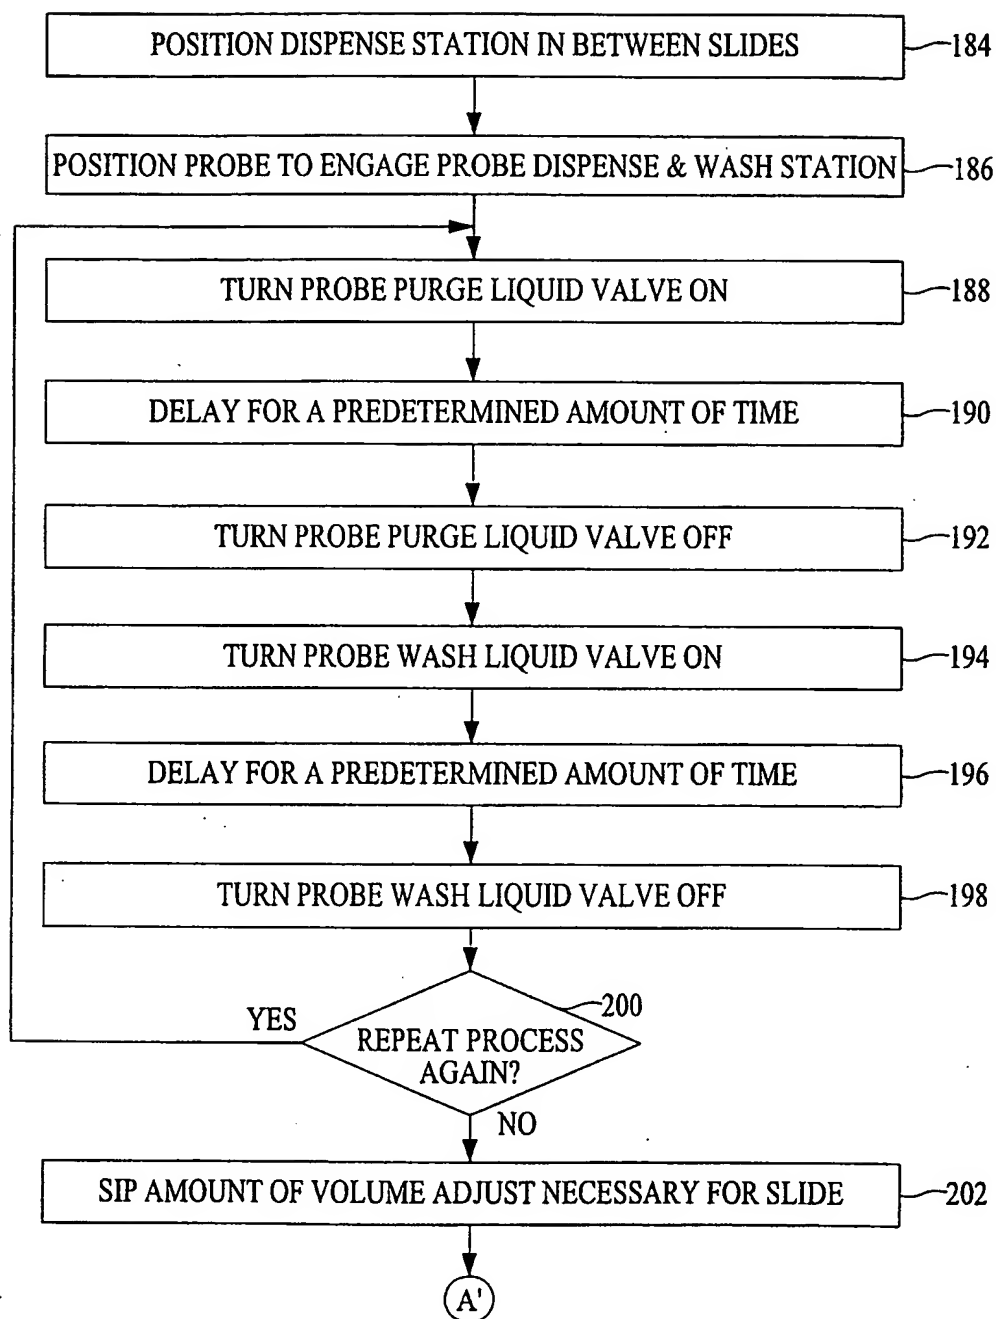 POSITION DISPENSE STATION IN BETWEEN SLIDES 184
POSITION PROBE TO ENGAGE PROBE DISPENSE & WASH STATION 186
TURN PROBE PURGE LIQUID VALVE ON 188
DELAY FOR A PREDETERMINED AMOUNT OF TIME 190
TURN PROBE PURGE LIQUID VALVE OFF 192
TURN PROBE WASH LIQUID VALVE ON 194
DELAY FOR A PREDETERMINED AMOUNT OF TIME 196
TURN PROBE WASH LIQUID VALVE OFF 198
200
YES
REPEAT PROCESS
AGAIN?
NO
SIP AMOUNT OF VOLUME ADJUST NECESSARY FOR SLIDE 202
A'